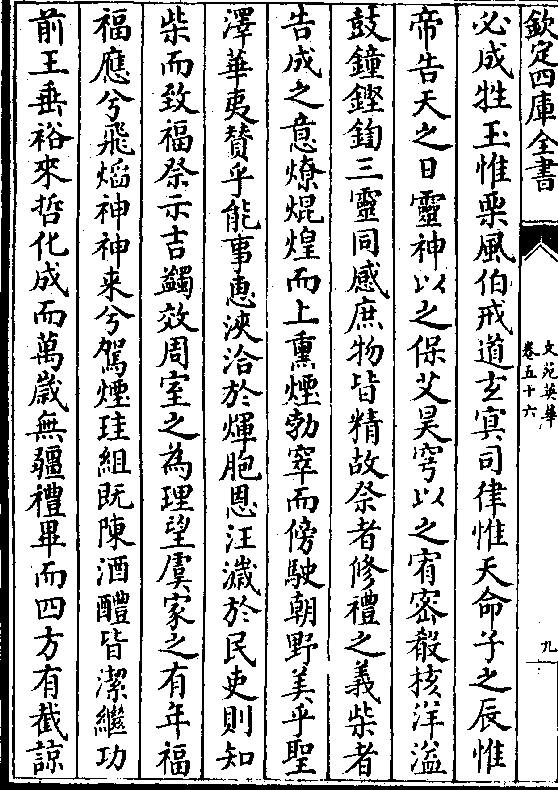 欽定四庫全書
文苑英華
卷五十六
九
必成牲玉惟栗風伯戒道玄冥司律惟天命子之辰惟
帝告天之日靈神以之保艾昊穹以之宥密殽核洋溢
鼓鐘鏗鍧三靈同感庶物皆精故祭者修禮之義柴者
告成之意燎焜煌而上熏煙勃窣而傍駛朝野美乎聖
澤華夷賛乎能事恵浹洽於煇胞恩汪濊於民吏則知
柴而致福祭示吉蠲效周室之為理望虞家之有年福
福應兮飛熖神神来兮駕煙珪組既陳酒醴皆潔繼功
前王垂裕來哲化成而萬歳無疆禮畢而四方有截諒